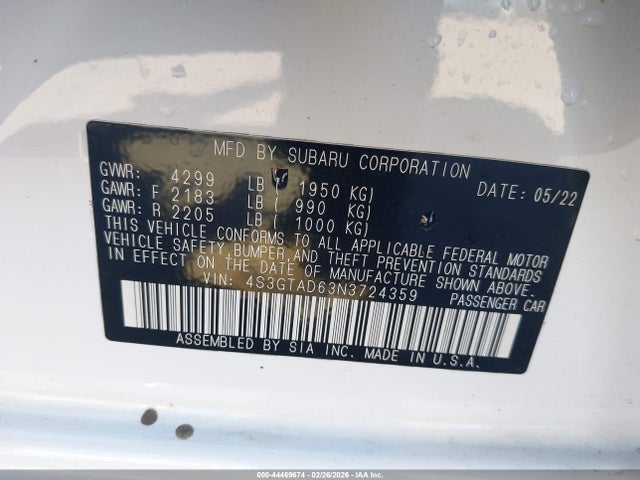 MFD BY SUBARU CORPORATION
GVWR: 4299 LB ( 1950 KG) DATE: 05/22
GAWR: F 2183 LB ( 990 KG)
GAWR: R 2205 LB ( 1000 KG)
THIS VEHICLE CONFORMS TO ALL APPLICABLE FEDERAL MOTOR
VEHICLE SAFETY, BUMPER, AND THEFT PREVENTION STANDARDS
IN EFFECT ON THE DATE OF MANUFACTURE SHOWN ABOVE.
VIN: 4S3GTAD63N3724359 PASSENGER CAR
ASSEMBLED BY SIA INC. MADE IN U.S.A.
000-44469674 | 02/26/2026 - IAA Inc.